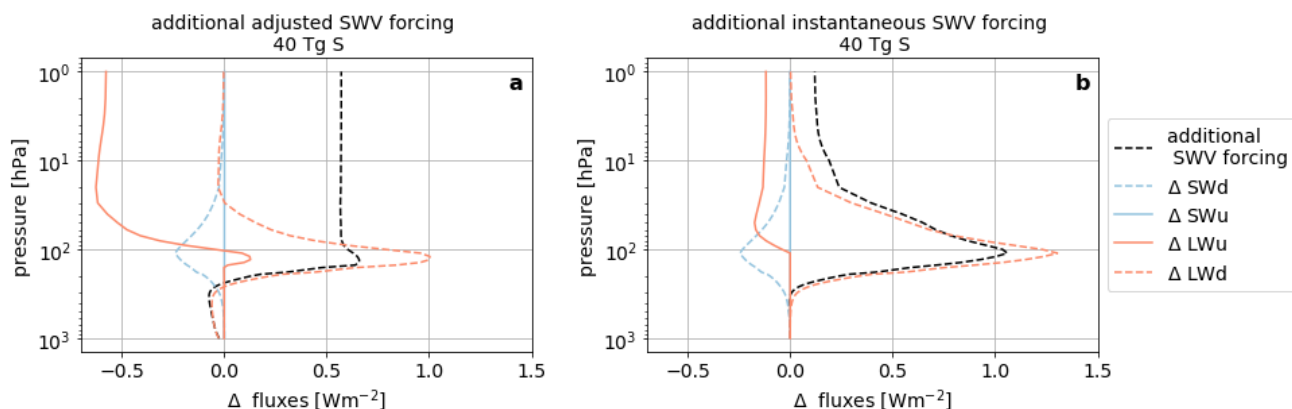 additional adjusted SWV forcing
40 Tg S
a
10⁰
10¹
10²
10³
pressure [hPa]
−0.5
0.0
0.5
1.0
1.5
Δ fluxes [Wm⁻²]
additional instantaneous SWV forcing
40 Tg S
b
10⁰
10¹
10²
10³
pressure [hPa]
−0.5
0.0
0.5
1.0
1.5
Δ fluxes [Wm⁻²]
additional
SWV forcing
Δ SWd
Δ SWu
Δ LWu
Δ LWd